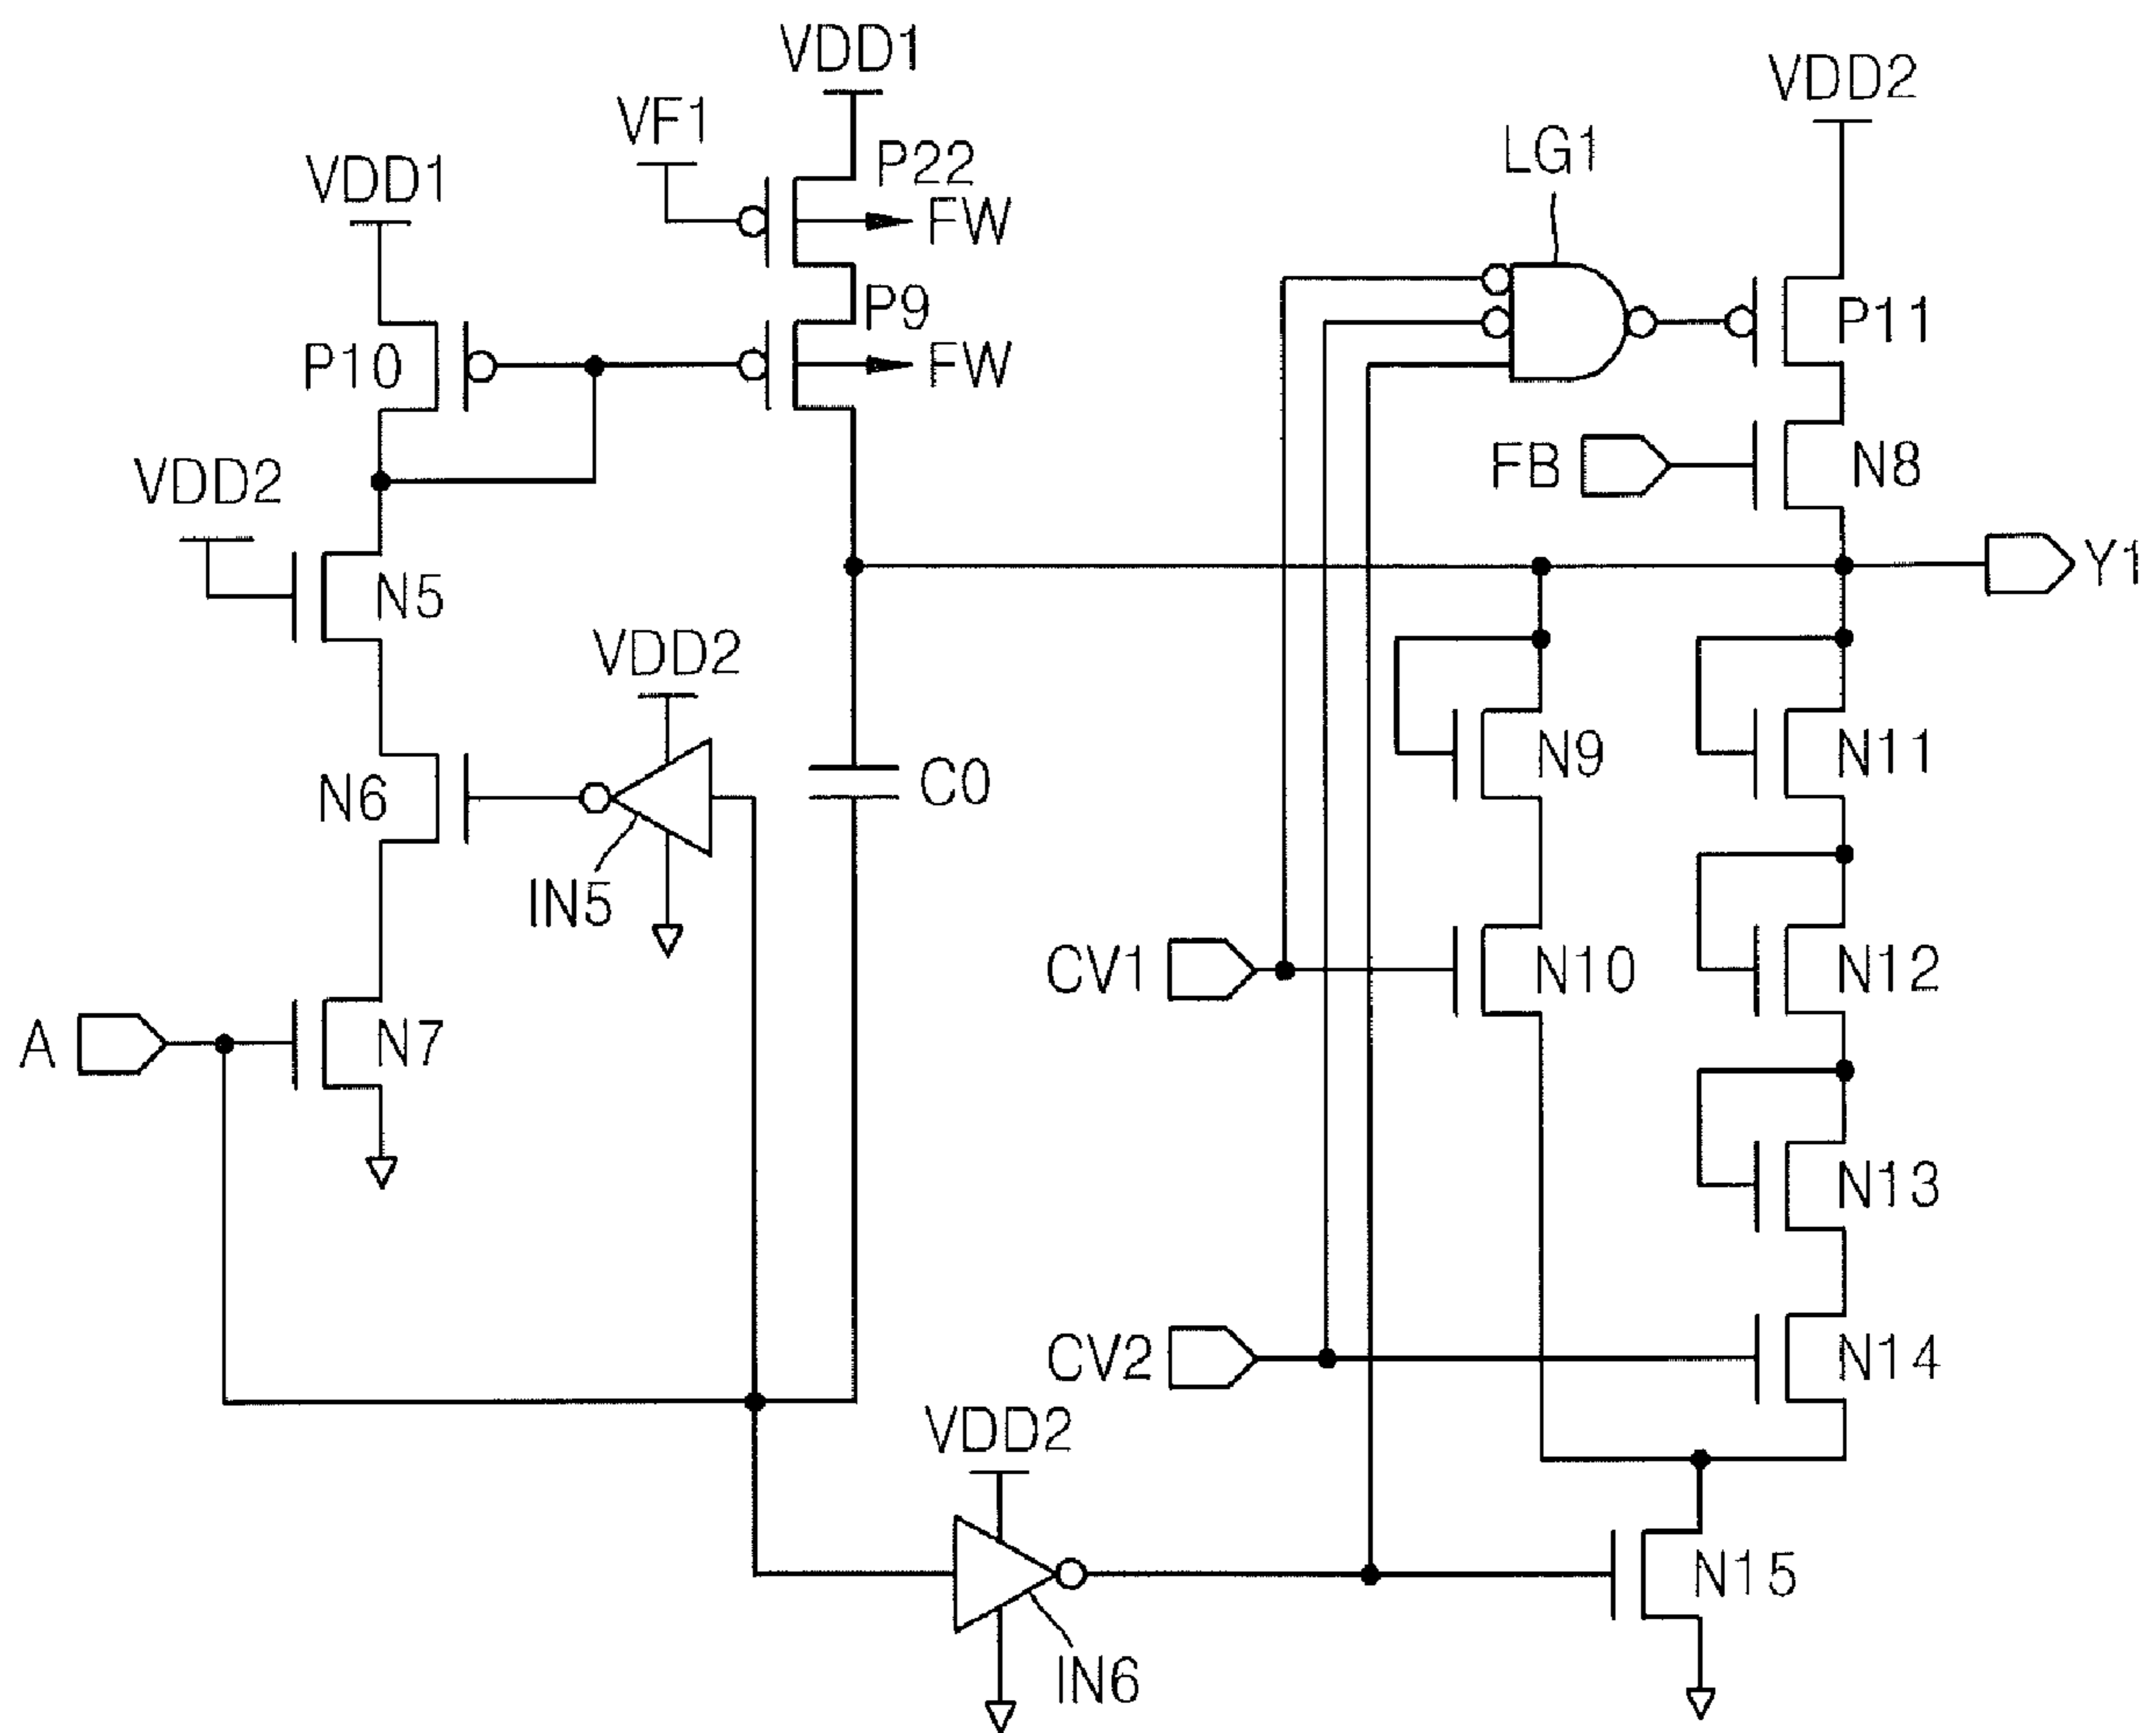 VDD1
VDD2
VF1
LG1
P22
VDD1
FW
P9
P11
P10
FW
FB
N8
VDD2
Y1
N5
VDD2
N9
N11
N6
C0
IN5
CV1
N10
N12
A
N7
N13
CV2
N14
VDD2
N15
IN6